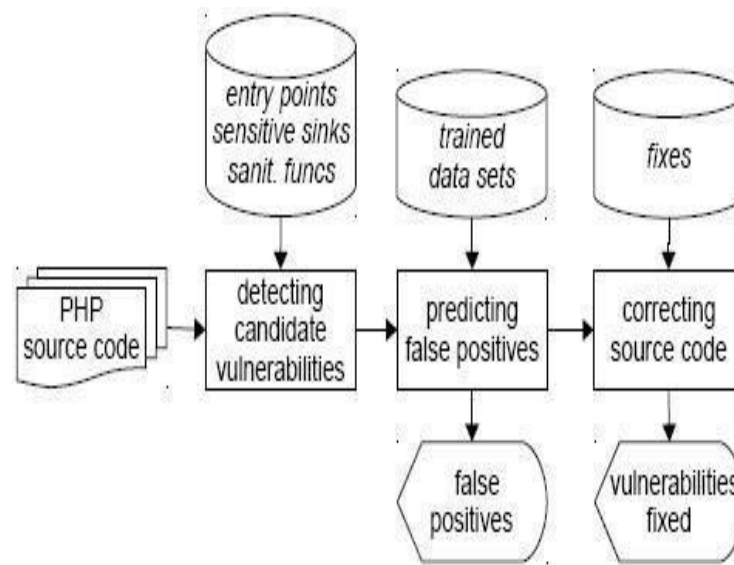 entry points
sensitive sinks
sanit. funcs
trained
data sets
fixes
PHP
source code
detecting
candidate
vulnerabilities
predicting
false positives
correcting
source code
false
positives
vulnerabilities
fixed